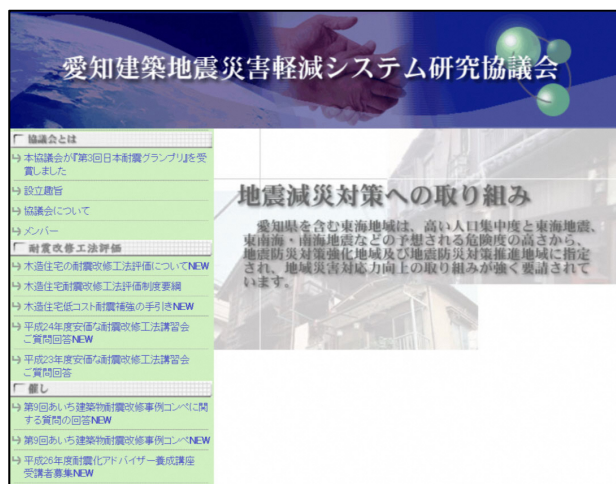 愛知建築地震災害軽減システム研究協議会
協議会とは
本協議会が『第3回日本耐震グランプリ』を受
賞しました
設立趣旨
協議会について
メンバー
耐震改修工法評価
木造住宅の耐震改修工法評価についてNEW
木造住宅耐震改修工法評価制度要綱
木造住宅低コスト耐震補強の手引きNEW
平成24年度安価な耐震改修工法講習会
ご質問回答NEW
平成23年度安価な耐震改修工法講習会
ご質問回答
催し
第9回あいち建築物耐震改修事例コンペに関
する質問の回答NEW
第9回あいち建築物耐震改修事例コンペNEW
平成26年度耐震化アドバイザー養成講座
受講者募集NEW
地震減災対策への取り組み
愛知県を含む東海地域は、高い人口集中度と東海地震、
東南海・南海地震などの予想される危険度の高さから、
地震防災対策強化地域及び地震防災対策推進地域に指定
され、地域災害対応力向上の取り組みが強く要請されて
います。